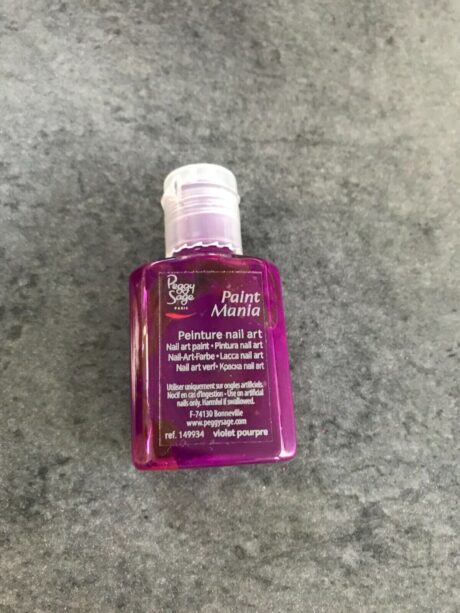 Peggy
Sage
PARIS
Paint
Mania
Peinture nail art
Nail art paint • Pintura nail art
Nail-Art-Farbe • Lacca nail art
Nail art verf • Краска nail art
Utiliser uniquement sur ongles artificiels.
Nocif en cas d'ingestion • Use on artificial
nails only. Harmful if swallowed.
F-74130 Bonneville
www.peggysage.com
ref. 149934 violet pourpre